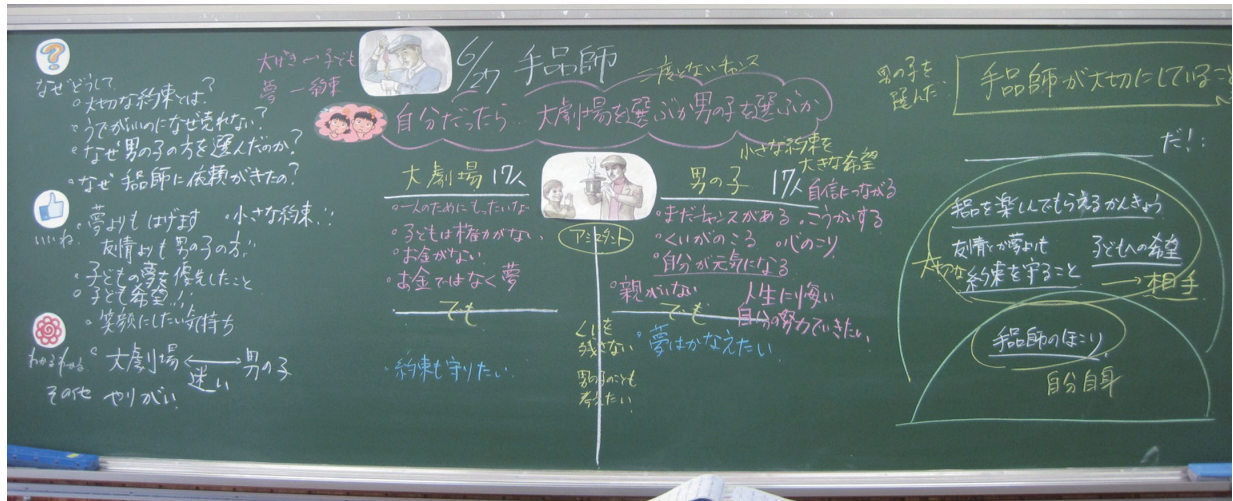 ?
なぜ どうして
。大切な約束とは?
。うでがいいのになぜ売れない?
。なぜ男の子の方を選んだのか?
。なぜ手品師に依頼がきたの?
いいね
。夢よりもはげます 。小さな約束!!
友情よりも男の子の方!!
。子どもの夢を優先したこと
。子ども希望!!
。笑顔にしたい気持ち
わかるわかる
。大劇場 ⟷ 男の子
迷い
その他 やりがい
子ども
夢 ー 約束
6/27 手品師
二度とないチャンス
自分だったら… 大劇場を選ぶか男の子を選ぶか
大劇場 17人
。一人のためにもったいない
。子どもは権力がない
。お金がない
。お金ではなく夢
でも
・約束も守りたい
アシスタント
くいを
残さない
男の子のことも
考えたい
小さな約束を
大きな希望
男の子 17人
自信につながる
。まだチャンスがある 。こうかいする
。くいがのこる 。心のこり
。自分が元気になる
。親がいない 人生に悔い
でも
自分の努力でいきたい
。夢はかなえたい
男の子を
選んだ
手品師が大切にしていること
だ!!
手品を楽しんでもらえるかんきょう
友情とか夢よりも 子どもへの希望
大切な
約束を守ること
→ 相手
手品師のほこり
自分自身